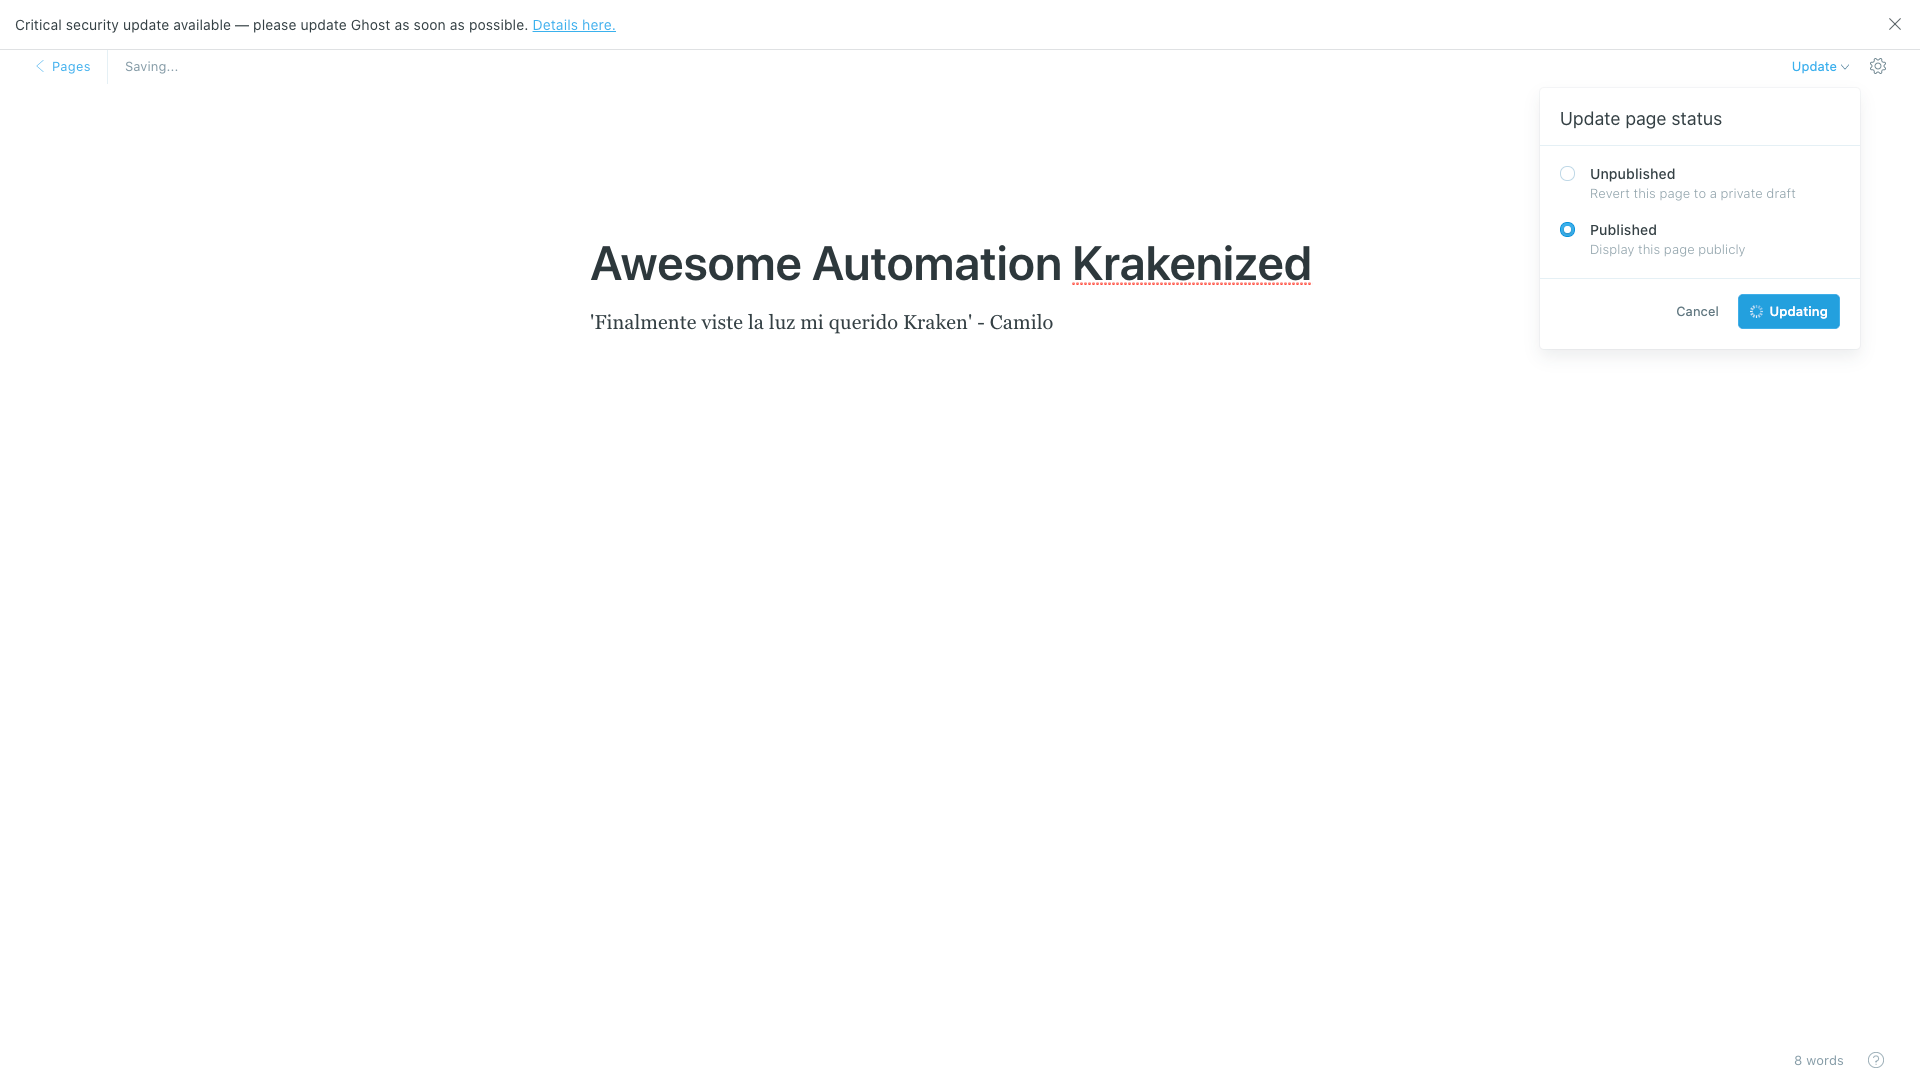 Critical security update available — please update Ghost as soon as possible. Details here.
Pages
Saving...
Update
Update page status
Unpublished
Revert this page to a private draft
Published
Display this page publicly
Cancel
Updating
Awesome Automation Krakenized
'Finalmente viste la luz mi querido Kraken' - Camilo
8 words
?